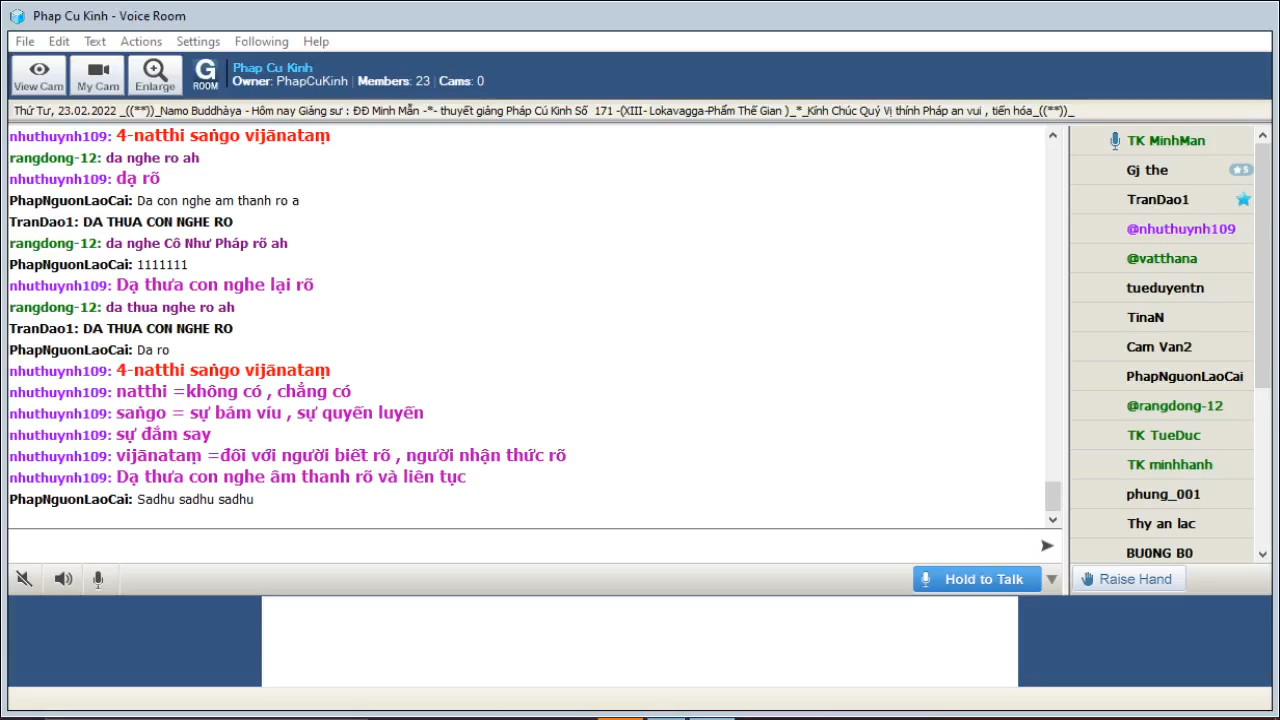 Phap Cu Kinh - Voice Room
File Edit Text Actions Settings Following Help
View Cam My Cam Enlarge G ROOM
Phap Cu Kinh
Owner: PhapCuKinh | Members: 23 | Cams: 0
Thứ Tư, 23.02.2022 _((**))_Namo Buddhàya - Hôm nay Giảng sư : ĐĐ Minh Mẫn -*- thuyết giảng Pháp Cú Kinh Số 171 -(XIII- Lokavagga-Phẩm Thế Gian )_*_Kính Chúc Quý Vị thính Pháp an vui , tiến hóa_((**))_
nhuthuynh109: 4-natthi saṅgo vijānataṃ
rangdong-12: da nghe ro ah
nhuthuynh109: dạ rõ
PhapNguonLaoCai: Da con nghe am thanh ro a
TranDao1: DA THUA CON NGHE RO
rangdong-12: da nghe Cô Như Pháp rõ ah
PhapNguonLaoCai: 1111111
nhuthuynh109: Dạ thưa con nghe lại rõ
rangdong-12: da thua nghe ro ah
TranDao1: DA THUA CON NGHE RO
PhapNguonLaoCai: Da ro
nhuthuynh109: 4-natthi saṅgo vijānataṃ
nhuthuynh109: natthi =không có , chẳng có
nhuthuynh109: saṅgo = sự bám víu , sự quyến luyến
nhuthuynh109: sự đắm say
nhuthuynh109: vijānataṃ =đối với người biết rõ , người nhận thức rõ
nhuthuynh109: Dạ thưa con nghe âm thanh rõ và liên tục
PhapNguonLaoCai: Sadhu sadhu sadhu
TK MinhMan
Gj the
TranDao1
@nhuthuynh109
@vatthana
tueduyentn
TinaN
Cam Van2
PhapNguonLaoCai
@rangdong-12
TK TueDuc
TK minhhanh
phung_001
Thy an lac
BU0NG B0
Hold to Talk
Raise Hand